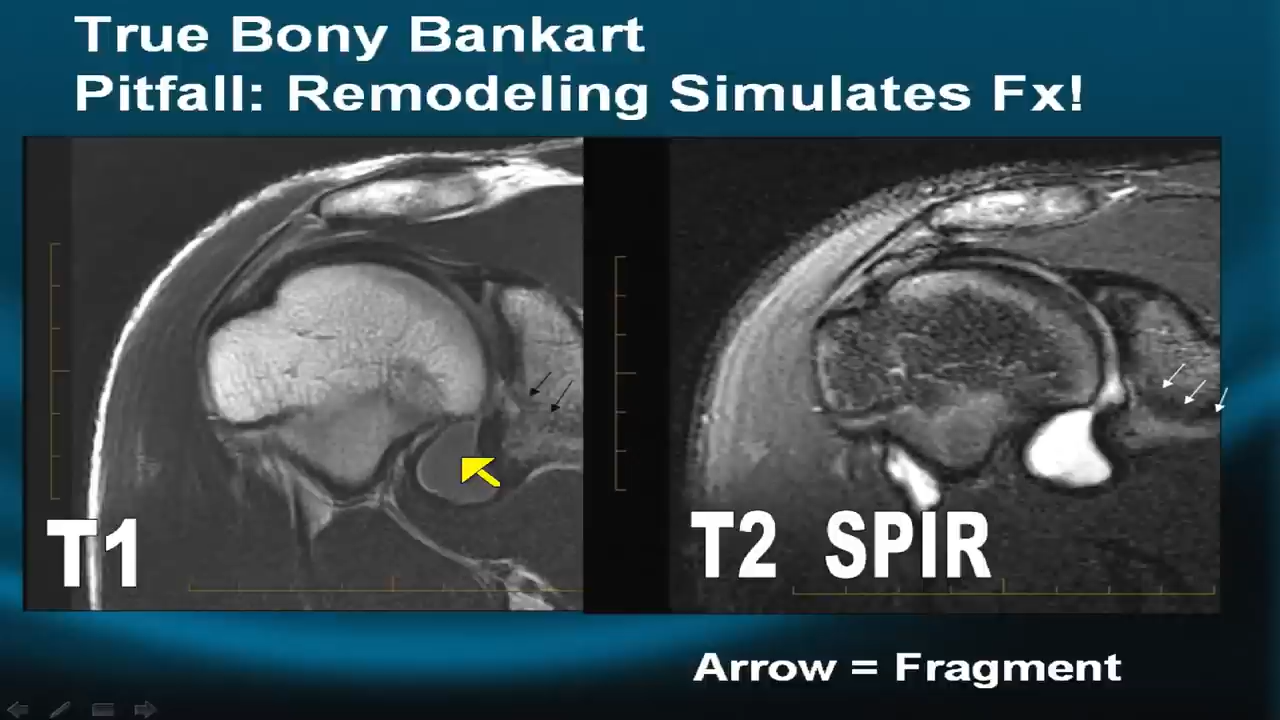 True Bony Bankart
Pitfall: Remodeling Simulates Fx!
T1
T2 SPIR
Arrow = Fragment